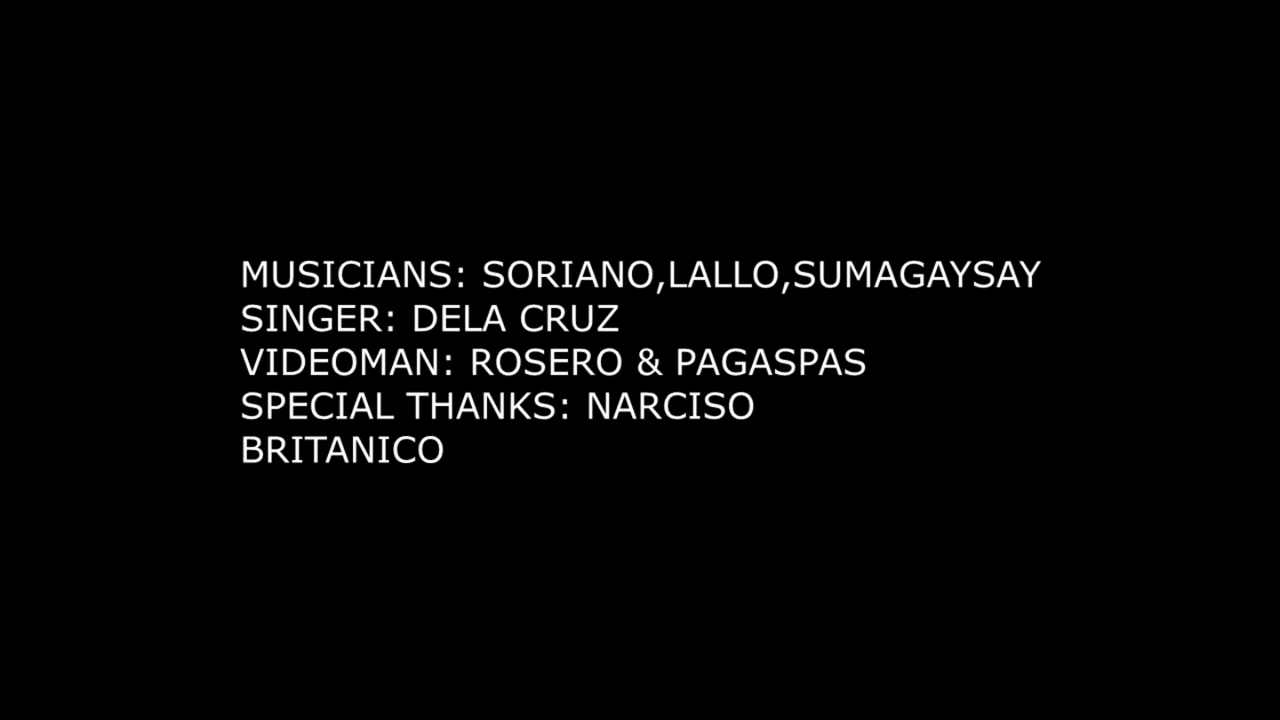 MUSICIANS: SORIANO,LALLO,SUMAGAYSAY
SINGER: DELA CRUZ
VIDEOMAN: ROSERO & PAGASPAS
SPECIAL THANKS: NARCISO
BRITANICO